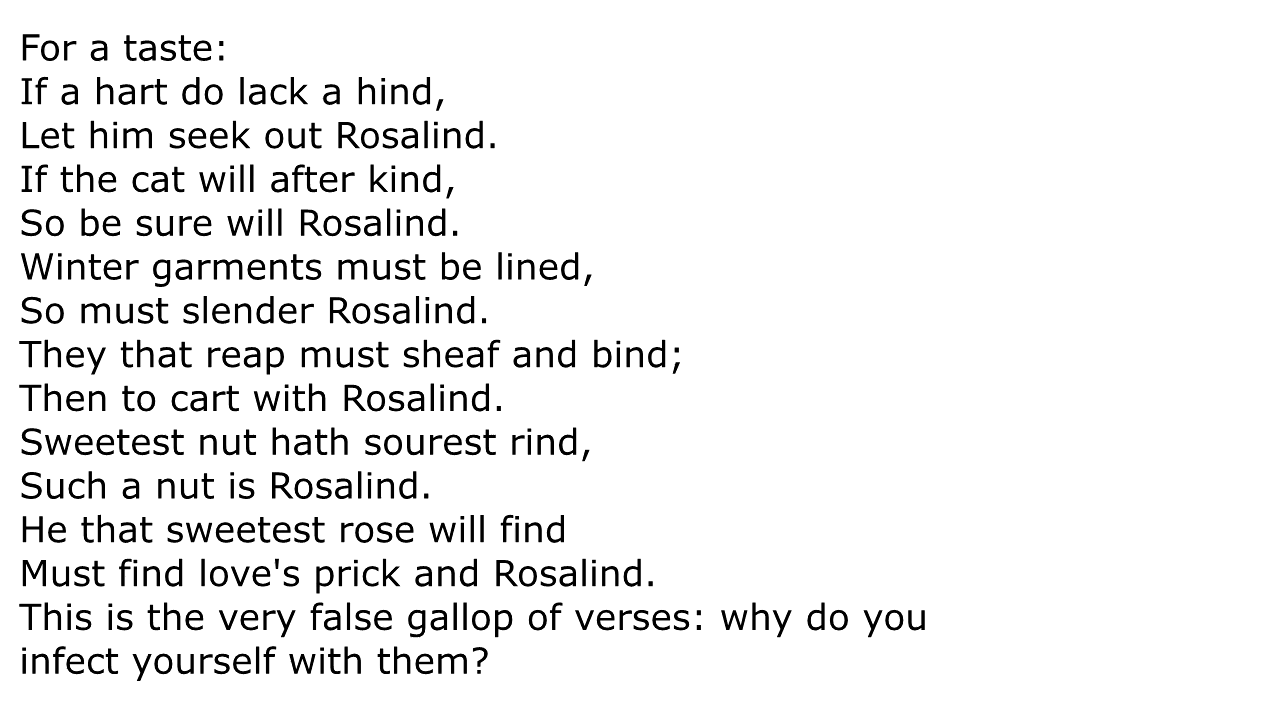 For a taste:
If a hart do lack a hind,
Let him seek out Rosalind.
If the cat will after kind,
So be sure will Rosalind.
Winter garments must be lined,
So must slender Rosalind.
They that reap must sheaf and bind;
Then to cart with Rosalind.
Sweetest nut hath sourest rind,
Such a nut is Rosalind.
He that sweetest rose will find
Must find love's prick and Rosalind.
This is the very false gallop of verses: why do you
infect yourself with them?